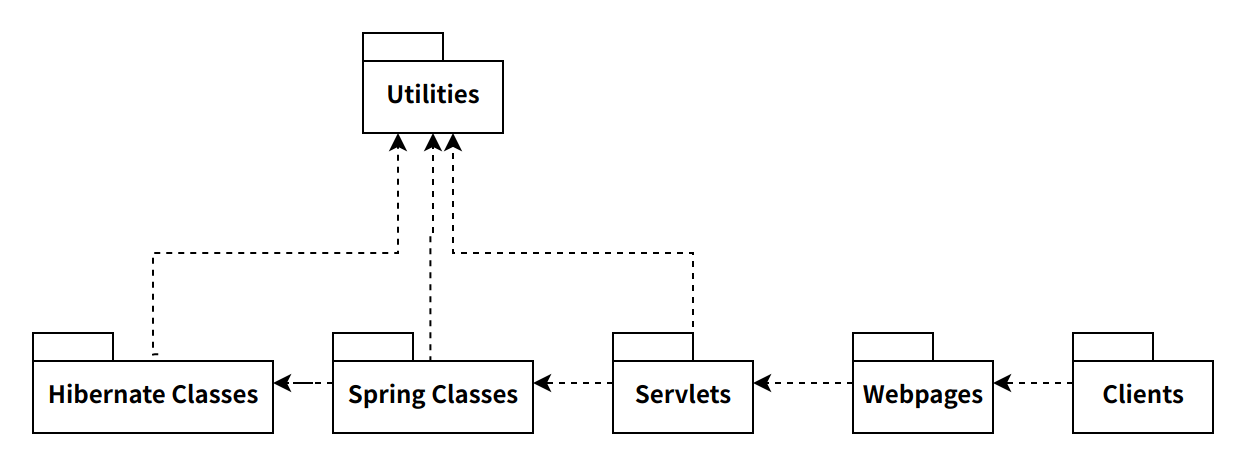 Utilities
Hibernate Classes
Spring Classes
Servlets
Webpages
Clients